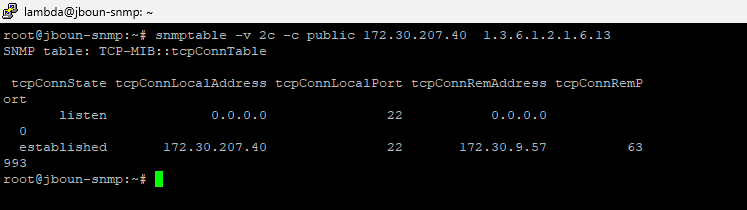 lambda@jboun-snmp: ~
root@jboun-snmp:~# snmptable -v 2c -c public 172.30.207.40  1.3.6.1.2.1.6.13
SNMP table: TCP-MIB::tcpConnTable

 tcpConnState tcpConnLocalAddress tcpConnLocalPort tcpConnRemAddress tcpConnRemP
ort
       listen             0.0.0.0               22           0.0.0.0
  0
  established       172.30.207.40               22       172.30.9.57          63
993
root@jboun-snmp:~#